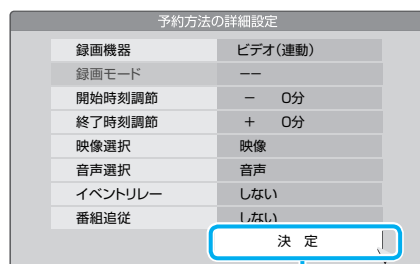 予約方法の詳細設定
録画機器 ビデオ(連動)
録画モード −−
開始時刻調節 − 0分
終了時刻調節 + 0分
映像選択 映像
音声選択 音声
イベントリレー しない
番組追従 しない
決 定